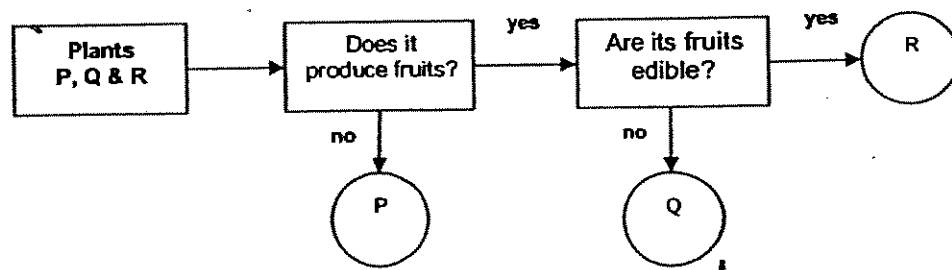 Plants
P, Q & R
Does it
produce fruits?
yes
Are its fruits
edible?
yes
R
no
P
no
Q